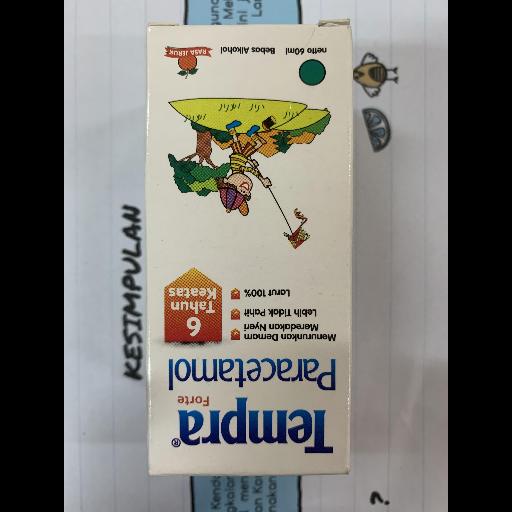 Tempra®
Forte
Paracetamol
Menurunkan Demam
Meredakan Nyeri
Lebih Tidak Pahit
Larut 100%
6
Tahun
Keatas
netto 60ml Bebas Alkohol
RASA JERUK
KESIMPULAN
?